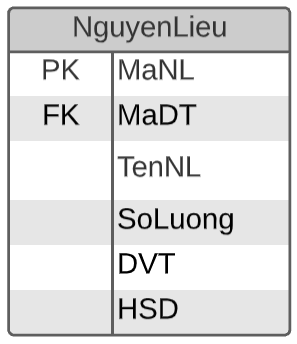 NguyenLieu
PK MaNL
FK MaDT
TenNL
SoLuong
DVT
HSD